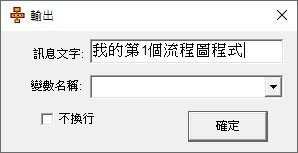 輸出
訊息文字:
我的第1個流程圖程式
變數名稱:
不換行
確定